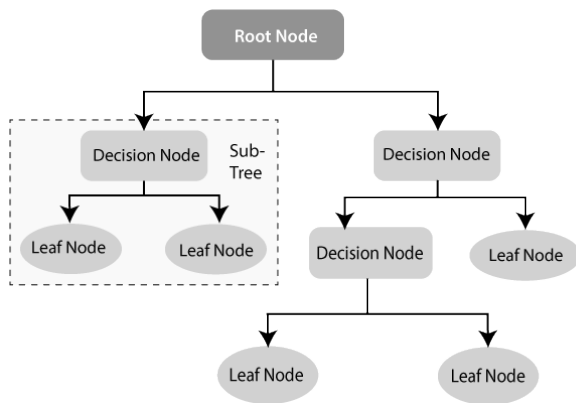 Root Node
Decision Node
Sub-
Tree
Decision Node
Leaf Node
Leaf Node
Decision Node
Leaf Node
Leaf Node
Leaf Node